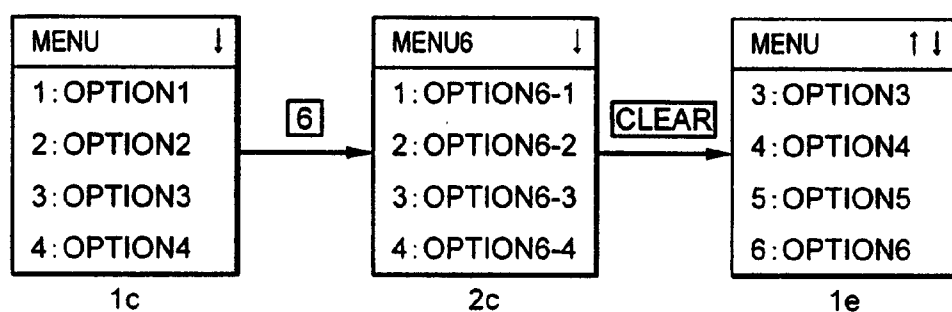 MENU ↓
1:OPTION1
2:OPTION2
3:OPTION3
4:OPTION4
1c
6
MENU6 ↓
1:OPTION6-1
2:OPTION6-2
3:OPTION6-3
4:OPTION6-4
2c
CLEAR
MENU ↑↓
3:OPTION3
4:OPTION4
5:OPTION5
6:OPTION6
1e